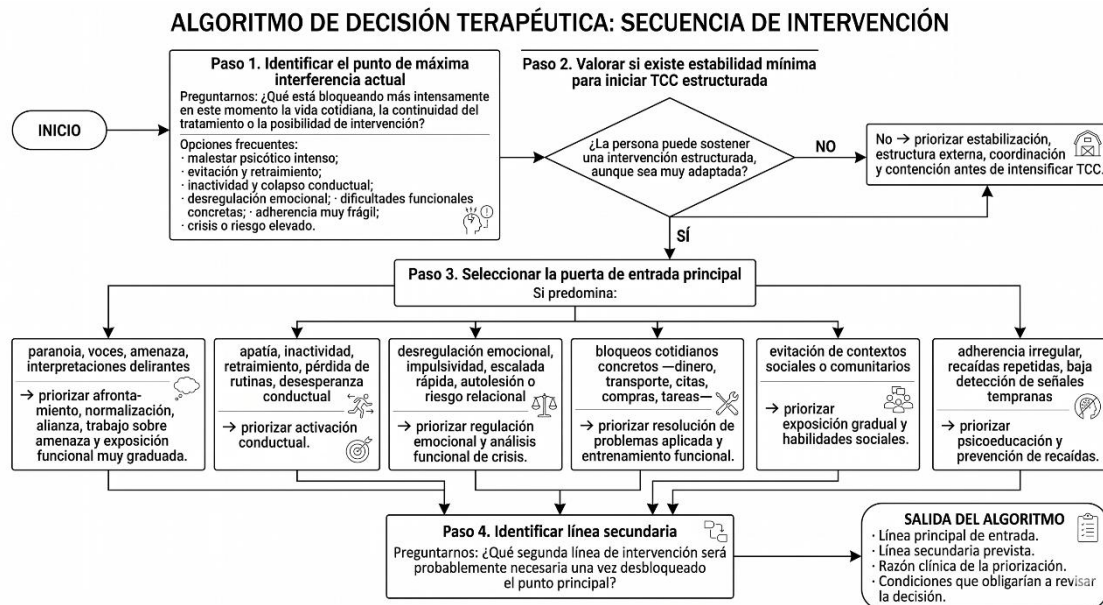 ALGORITMO DE DECISIÓN TERAPÉUTICA: SECUENCIA DE INTERVENCIÓN
INICIO
Paso 1. Identificar el punto de máxima
interferencia actual
Preguntarnos: ¿Qué está bloqueando más intensamente
en este momento la vida cotidiana, la continuidad del
tratamiento o la posibilidad de intervención?
Opciones frecuentes:
· malestar psicótico intenso;
· evitación y retraimiento;
· inactividad y colapso conductual;
· desregulación emocional; · dificultades funcionales
concretas; · adherencia muy frágil;
· crisis o riesgo elevado.
Paso 2. Valorar si existe estabilidad mínima
para iniciar TCC estructurada
¿La persona puede sostener
una intervención estructurada,
aunque sea muy adaptada?
NO
No → priorizar estabilización,
estructura externa, coordinación
y contención antes de intensificar TCC.
SÍ
Paso 3. Seleccionar la puerta de entrada principal
Si predomina:
paranoia, voces, amenaza,
interpretaciones delirantes
→ priorizar afronta-
miento, normalización,
alianza, trabajo sobre
amenaza y exposición
funcional muy graduada.
apatía, inactividad,
retraimiento, pérdida de
rutinas, desesperanza
conductual
→ priorizar activación
conductual.
desregulación emocional,
impulsividad, escalada
rápida, autolesión o
riesgo relacional
→ priorizar regulación
emocional y análisis
funcional de crisis.
bloqueos cotidianos
concretos —dinero,
transporte, citas,
compras, tareas—
→ priorizar resolución de
problemas aplicada y
entrenamiento funcional.
evitación de contextos
sociales o comunitarios
→ priorizar
exposición gradual y
habilidades sociales.
adherencia irregular,
recaídas repetidas, baja
detección de señales
tempranas
→ priorizar
psicoeducación y
prevención de recaídas.
Paso 4. Identificar línea secundaria
Preguntarnos: ¿Qué segunda línea de intervención será
probablemente necesaria una vez desbloqueado
el punto principal?
SALIDA DEL ALGORITMO
· Línea principal de entrada.
· Línea secundaria prevista.
· Razón clínica de la priorización.
· Condiciones que obligarían a revisar
la decisión.